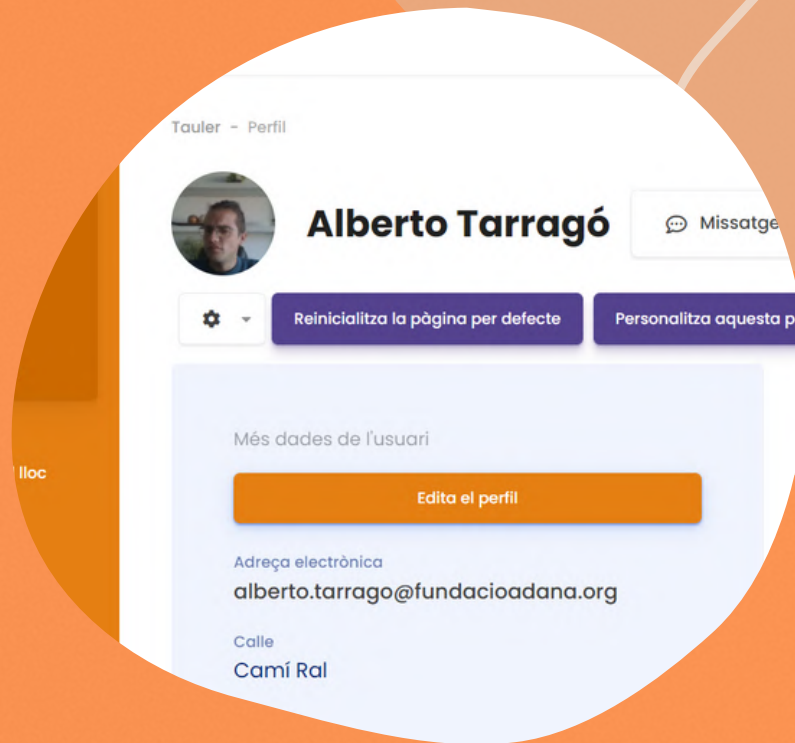 Tauler - Perfil
Alberto Tarragó
Missatge
Reinicialitza la pàgina per defecte
Personalitza aquesta p
Més dades de l'usuari
lloc
Edita el perfil
Adreça electrònica
alberto.tarrago@fundacioadana.org
Calle
Camí Ral